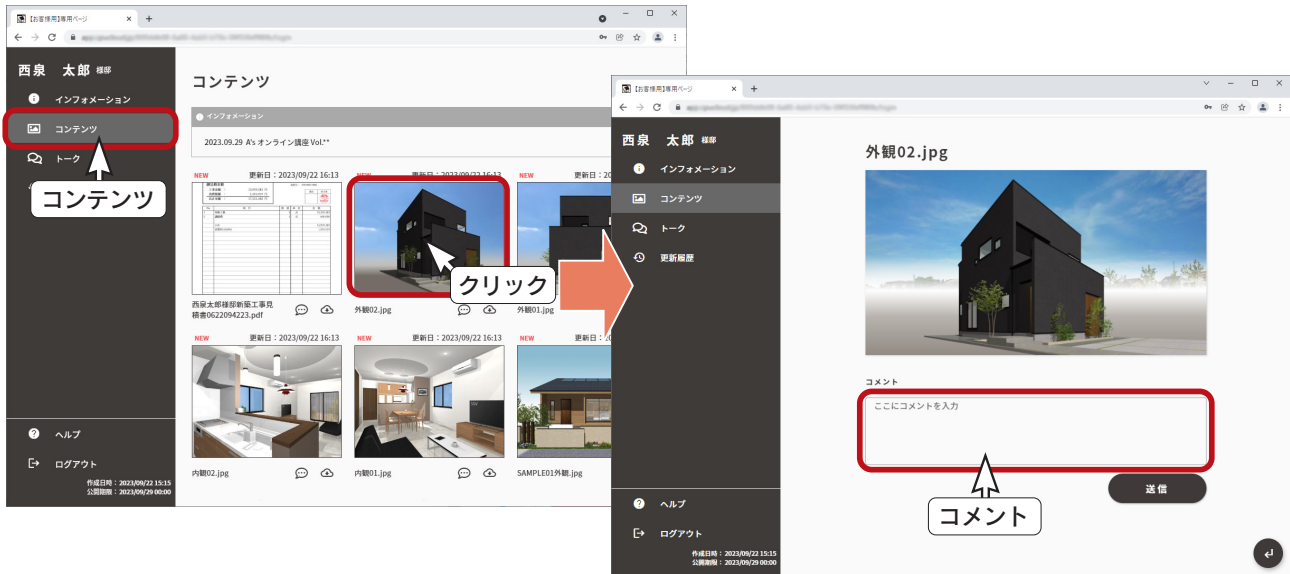 【お客様用】専用ページ
西泉 太郎 様邸
インフォメーション
コンテンツ
トーク
コンテンツ
ヘルプ
ログアウト
作成日時：2023/09/22 15:15
公開期限：2023/09/29 00:00
コンテンツ
インフォメーション
2023.09.29 A's オンライン講座 Vol.**
NEW 更新日：2023/09/22 16:13
西泉太郎様邸新築工事見
積書0622094223.pdf
NEW 更新日：2023/09/22 16:13
クリック
外観02.jpg
NEW 更新日：20
外観01.jpg
NEW 更新日：2023/09/22 16:13
内観02.jpg
NEW 更新日：2023/09/22 16:13
内観01.jpg
NEW 更新日：2
SAMPLE01外観.jpg
【お客様用】専用ページ
西泉 太郎 様邸
インフォメーション
コンテンツ
トーク
更新履歴
ヘルプ
ログアウト
作成日時：2023/09/22 15:15
公開期限：2023/09/29 00:00
外観02.jpg
コメント
ここにコメントを入力
コメント
送信